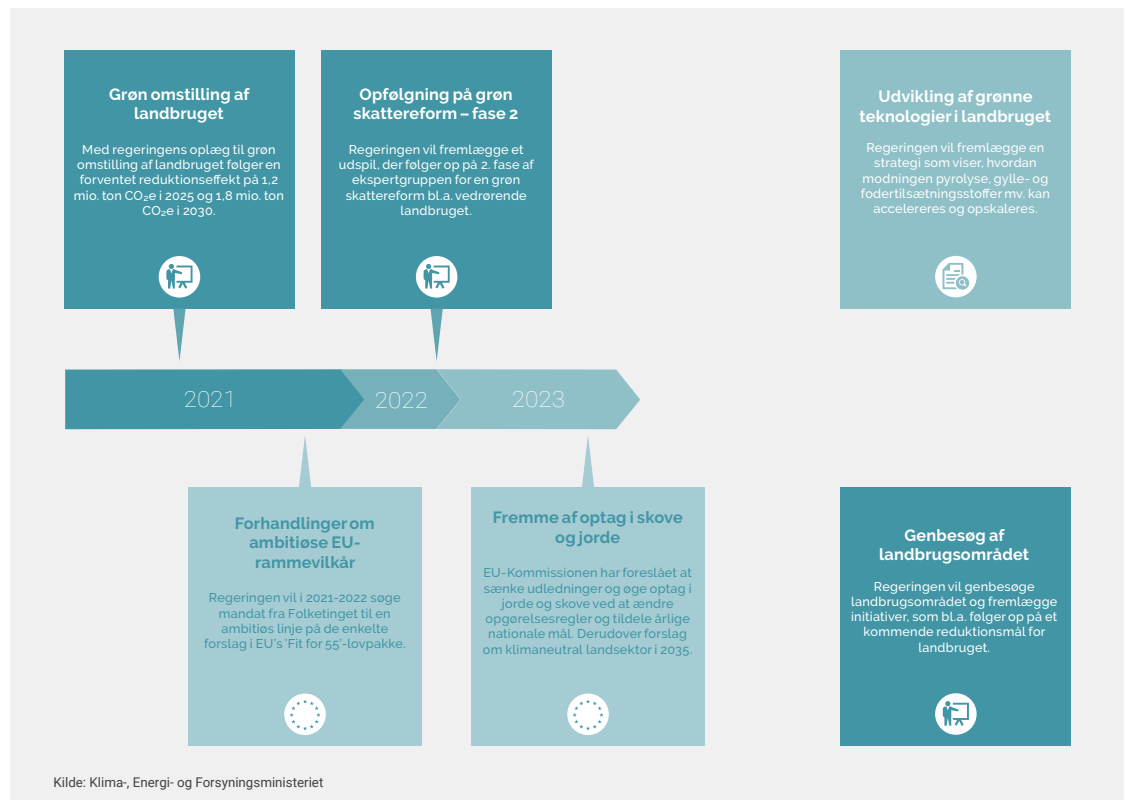 Grøn omstilling af
landbruget
Med regeringens oplæg til grøn
omstilling af landbruget følger en
forventet reduktionseffekt på 1,2
mio. ton CO₂e i 2025 og 1,8 mio. ton
CO₂e i 2030.
Opfølgning på grøn
skattereform – fase 2
Regeringen vil fremlægge et
udspil, der følger op på 2. fase af
ekspertgruppen for en grøn
skattereform bl.a. vedrørende
landbruget.
Udvikling af grønne
teknologier i landbruget
Regeringen vil fremlægge en
strategi som viser, hvordan
modningen pyrolyse, gylle- og
fodertilsætningsstoffer mv. kan
accelereres og opskaleres.
2021
2022
2023
Forhandlinger om
ambitiøse EU-
rammevilkår
Regeringen vil i 2021-2022 søge
mandat fra Folketinget til en
ambitiøs linje på de enkelte
forslag i EU's 'Fit for 55'-lovpakke.
Fremme af optag i skove
og jorde
EU-Kommissionen har foreslået at
sænke udledninger og øge optag i
jorde og skove ved at ændre
opgørelsesregler og tildele årlige
nationale mål. Derudover forslag
om klimaneutral landsektor i 2035.
Genbesøg af
landbrugsområdet
Regeringen vil genbesøge
landbrugsområdet og fremlægge
initiativer, som bl.a. følger op på et
kommende reduktionsmål for
landbruget.
Kilde: Klima-, Energi- og Forsyningsministeriet